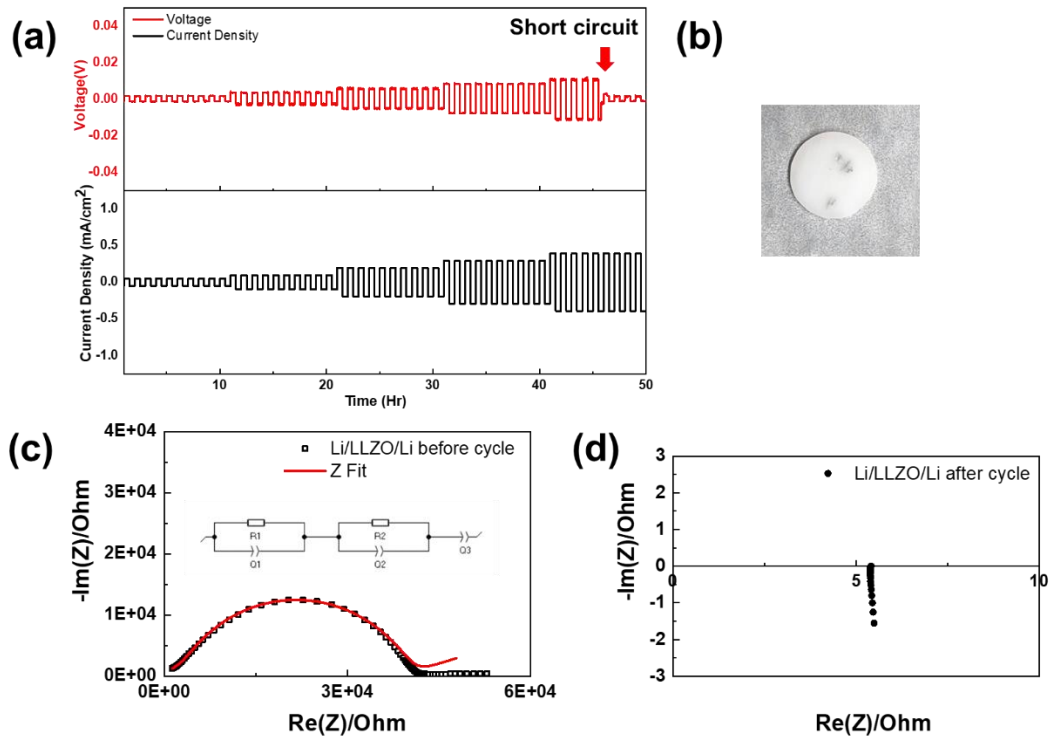 (a)
Voltage
Current Density
Short circuit
0.04
0.02
0.00
-0.02
-0.04
Voltage(V)
1.0
0.5
0.0
-0.5
-1.0
Current Density (mA/cm²)
10 20 30 40 50
Time (Hr)
(b)
(c)
Li/LLZO/Li before cycle
Z Fit
4E+04
3E+04
2E+04
1E+04
0E+00
-Im(Z)/Ohm
R1 R2
Q1 Q2 Q3
0E+00 3E+04 6E+04
Re(Z)/Ohm
(d)
Li/LLZO/Li after cycle
3
2
1
0
-1
-2
-3
-Im(Z)/Ohm
0 5 10
Re(Z)/Ohm